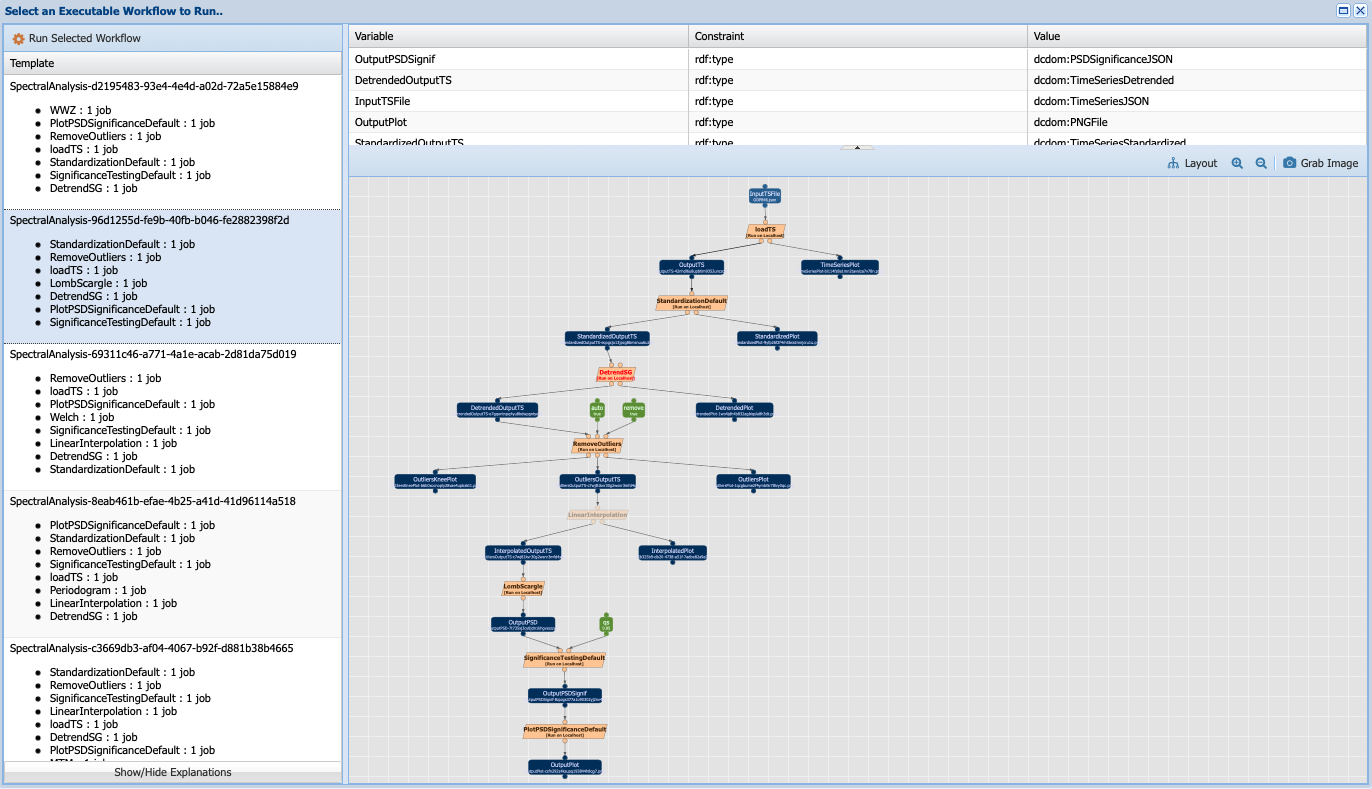 Select an Executable Workflow to Run..
Run Selected Workflow
Template
SpectralAnalysis-d2195483-93e4-4e4d-a02d-72a5e15884e9
WWZ : 1 job
PlotPSDSignificanceDefault : 1 job
RemoveOutliers : 1 job
loadTS : 1 job
StandardizationDefault : 1 job
SignificanceTestingDefault : 1 job
DetrendSG : 1 job
SpectralAnalysis-96d1255d-fe9b-40fb-b046-fe2882398f2d
StandardizationDefault : 1 job
RemoveOutliers : 1 job
loadTS : 1 job
LombScargle : 1 job
DetrendSG : 1 job
PlotPSDSignificanceDefault : 1 job
SignificanceTestingDefault : 1 job
SpectralAnalysis-69311c46-a771-4a1e-acab-2d81da75d019
RemoveOutliers : 1 job
loadTS : 1 job
PlotPSDSignificanceDefault : 1 job
Welch : 1 job
SignificanceTestingDefault : 1 job
LinearInterpolation : 1 job
DetrendSG : 1 job
StandardizationDefault : 1 job
SpectralAnalysis-8eab461b-efae-4b25-a41d-41d96114a518
PlotPSDSignificanceDefault : 1 job
StandardizationDefault : 1 job
RemoveOutliers : 1 job
SignificanceTestingDefault : 1 job
loadTS : 1 job
Periodogram : 1 job
LinearInterpolation : 1 job
DetrendSG : 1 job
SpectralAnalysis-c3669db3-af04-4067-b92f-d881b38b4665
StandardizationDefault : 1 job
RemoveOutliers : 1 job
SignificanceTestingDefault : 1 job
LinearInterpolation : 1 job
loadTS : 1 job
DetrendSG : 1 job
PlotPSDSignificanceDefault : 1 job
Show/Hide Explanations
Variable Constraint Value
OutputPSDSignif rdf:type dcdom:PSDSignificanceJSON
DetrendedOutputTS rdf:type dcdom:TimeSeriesDetrended
InputTSFile rdf:type dcdom:TimeSeriesJSON
OutputPlot rdf:type dcdom:PNGFile
StandardizedOutputTS rdf:type dcdom:TimeSeriesStandardized
Layout Grab Image
InputTSFile
loadTS
[Run on Localhost]
OutputTS TimeSeriesPlot
StandardizationDefault
[Run on Localhost]
StandardizedOutputTS StandardizedPlot
DetrendSG
[Run on Localhost]
DetrendedOutputTS auto remove DetrendedPlot
true true
RemoveOutliers
[Run on Localhost]
OutliersKneePlot OutliersOutputTS OutliersPlot
LinearInterpolation
InterpolatedOutputTS InterpolatedPlot
LombScargle
[Run on Localhost]
OutputPSD qs
0.95
SignificanceTestingDefault
[Run on Localhost]
OutputPSDSignif
PlotPSDSignificanceDefault
[Run on Localhost]
OutputPlot